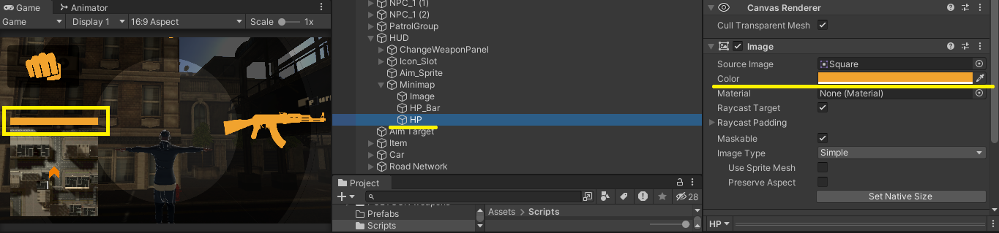 Game
Animator
Game
Display 1
16:9 Aspect
Scale
1x
NPC_1 (1)
NPC_1 (2)
PatrolGroup
HUD
ChangeWeaponPanel
Icon_Slot
Aim_Sprite
Minimap
Image
HP_Bar
HP
Aim Target
Item
Car
Road Network
Project
28
Prefabs
Scripts
Assets > Scripts
Canvas Renderer
Cull Transparent Mesh
Image
Source Image
Square
Color
Material
None (Material)
Raycast Target
Raycast Padding
Maskable
Image Type
Simple
Use Sprite Mesh
Preserve Aspect
Set Native Size
HP